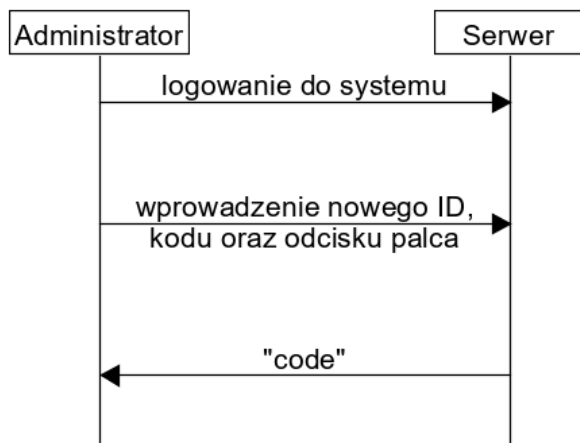 Administrator
Serwer
logowanie do systemu
wprowadzenie nowego ID,
kodu oraz odcisku palca
"code"